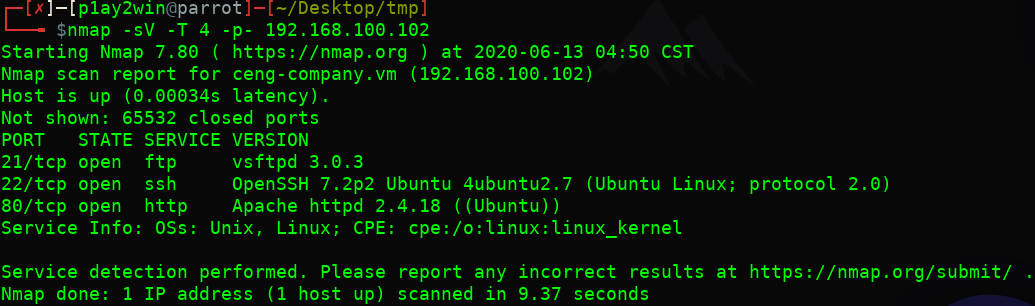 ┌─[✗]─[p1ay2win@parrot]─[~/Desktop/tmp]
└──╼ $nmap -sV -T 4 -p- 192.168.100.102
Starting Nmap 7.80 ( https://nmap.org ) at 2020-06-13 04:50 CST
Nmap scan report for ceng-company.vm (192.168.100.102)
Host is up (0.00034s latency).
Not shown: 65532 closed ports
PORT   STATE SERVICE VERSION
21/tcp open  ftp     vsftpd 3.0.3
22/tcp open  ssh     OpenSSH 7.2p2 Ubuntu 4ubuntu2.7 (Ubuntu Linux; protocol 2.0)
80/tcp open  http    Apache httpd 2.4.18 ((Ubuntu))
Service Info: OSs: Unix, Linux; CPE: cpe:/o:linux:linux_kernel

Service detection performed. Please report any incorrect results at https://nmap.org/submit/ .
Nmap done: 1 IP address (1 host up) scanned in 9.37 seconds